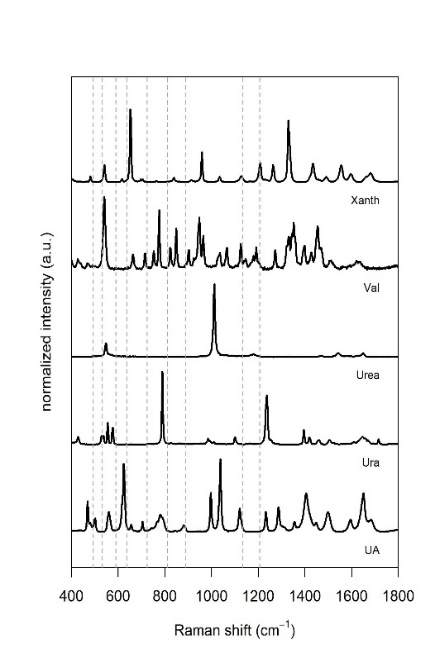 normalized intensity (a.u.)
Xanth
Val
Urea
Ura
UA
400 600 800 1000 1200 1400 1600 1800
Raman shift (cm⁻¹)